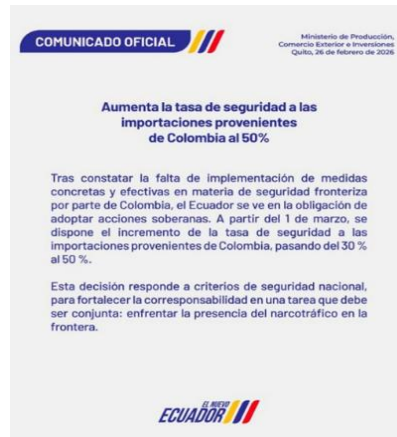 COMUNICADO OFICIAL
Ministerio de Producción,
Comercio Exterior e Inversiones
Quito, 26 de febrero de 2026
Aumenta la tasa de seguridad a las
importaciones provenientes
de Colombia al 50%
Tras constatar la falta de implementación de medidas
concretas y efectivas en materia de seguridad fronteriza
por parte de Colombia, el Ecuador se ve en la obligación de
adoptar acciones soberanas. A partir del 1 de marzo, se
dispone el incremento de la tasa de seguridad a las
importaciones provenientes de Colombia, pasando del 30 %
al 50 %.
Esta decisión responde a criterios de seguridad nacional,
para fortalecer la corresponsabilidad en una tarea que debe
ser conjunta: enfrentar la presencia del narcotráfico en la
frontera.
EL NUEVO
ECUADOR